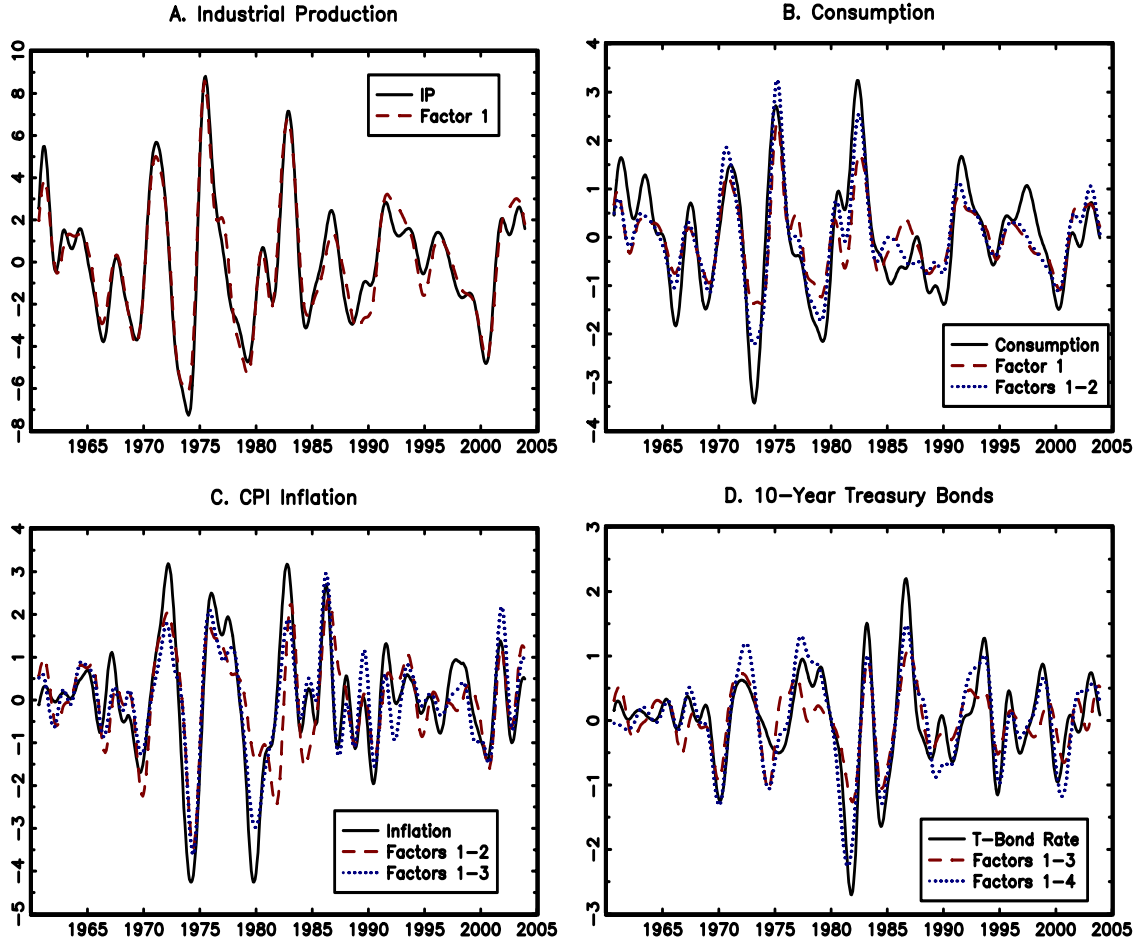 A. Industrial Production
10
8
6
4
2
0
−2
−4
−6
−8
IP
Factor 1
1965 1970 1975 1980 1985 1990 1995 2000 2005
B. Consumption
4
3
2
1
0
−1
−2
−3
−4
Consumption
Factor 1
Factors 1−2
1965 1970 1975 1980 1985 1990 1995 2000 2005
C. CPI Inflation
4
3
2
1
0
−1
−2
−3
−4
−5
Inflation
Factors 1−2
Factors 1−3
1965 1970 1975 1980 1985 1990 1995 2000 2005
D. 10−Year Treasury Bonds
3
2
1
0
−1
−2
−3
T−Bond Rate
Factors 1−3
Factors 1−4
1965 1970 1975 1980 1985 1990 1995 2000 2005